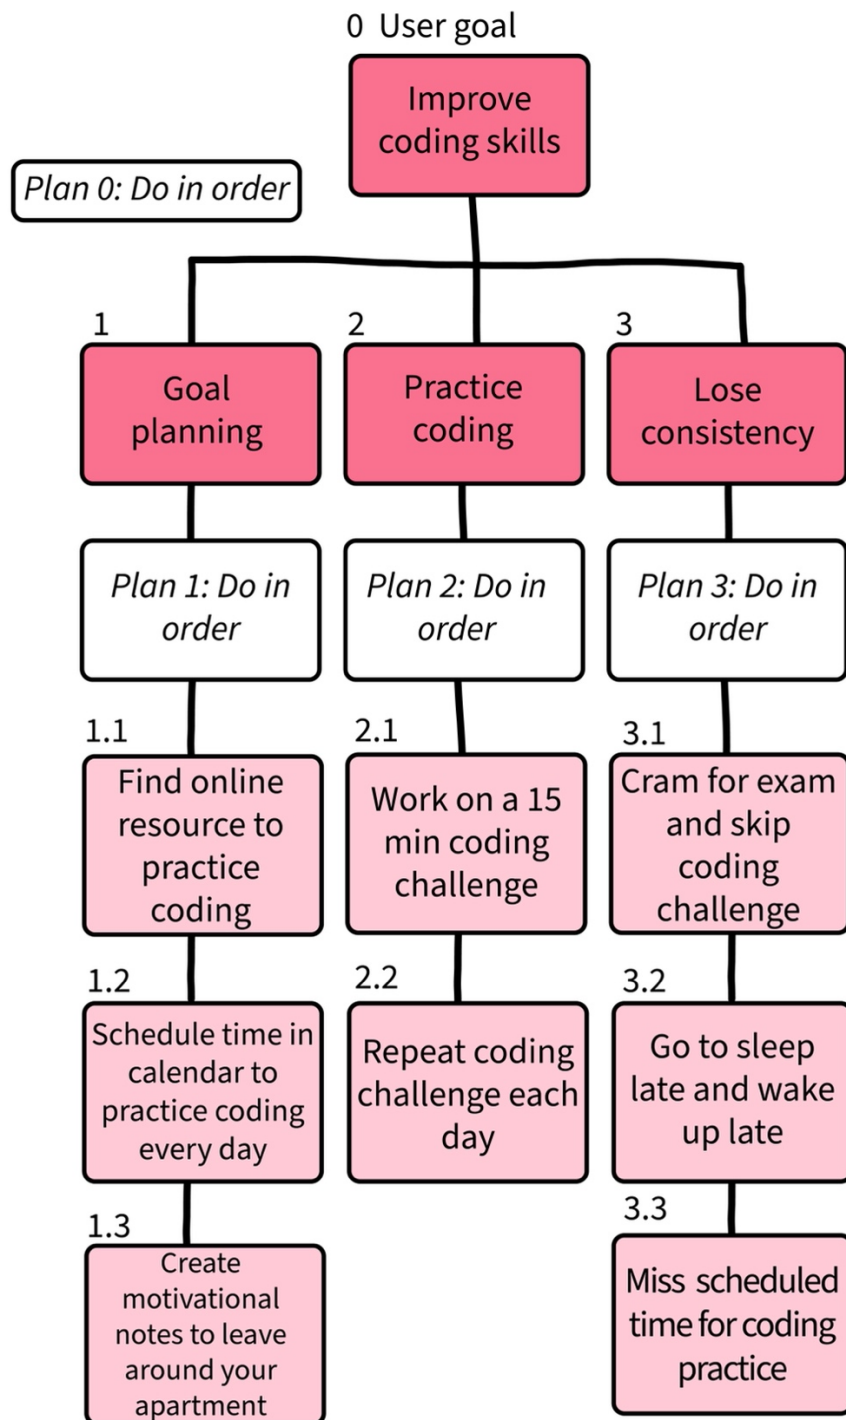 0 User goal
Improve
coding skills
Plan 0: Do in order
1
Goal
planning
Plan 1: Do in
order
1.1
Find online
resource to
practice
coding
1.2
Schedule time in
calendar to
practice coding
every day
1.3
Create
motivational
notes to leave
around your
apartment
2
Practice
coding
Plan 2: Do in
order
2.1
Work on a 15
min coding
challenge
2.2
Repeat coding
challenge each
day
3
Lose
consistency
Plan 3: Do in
order
3.1
Cram for exam
and skip
coding
challenge
3.2
Go to sleep
late and wake
up late
3.3
Miss scheduled
time for coding
practice